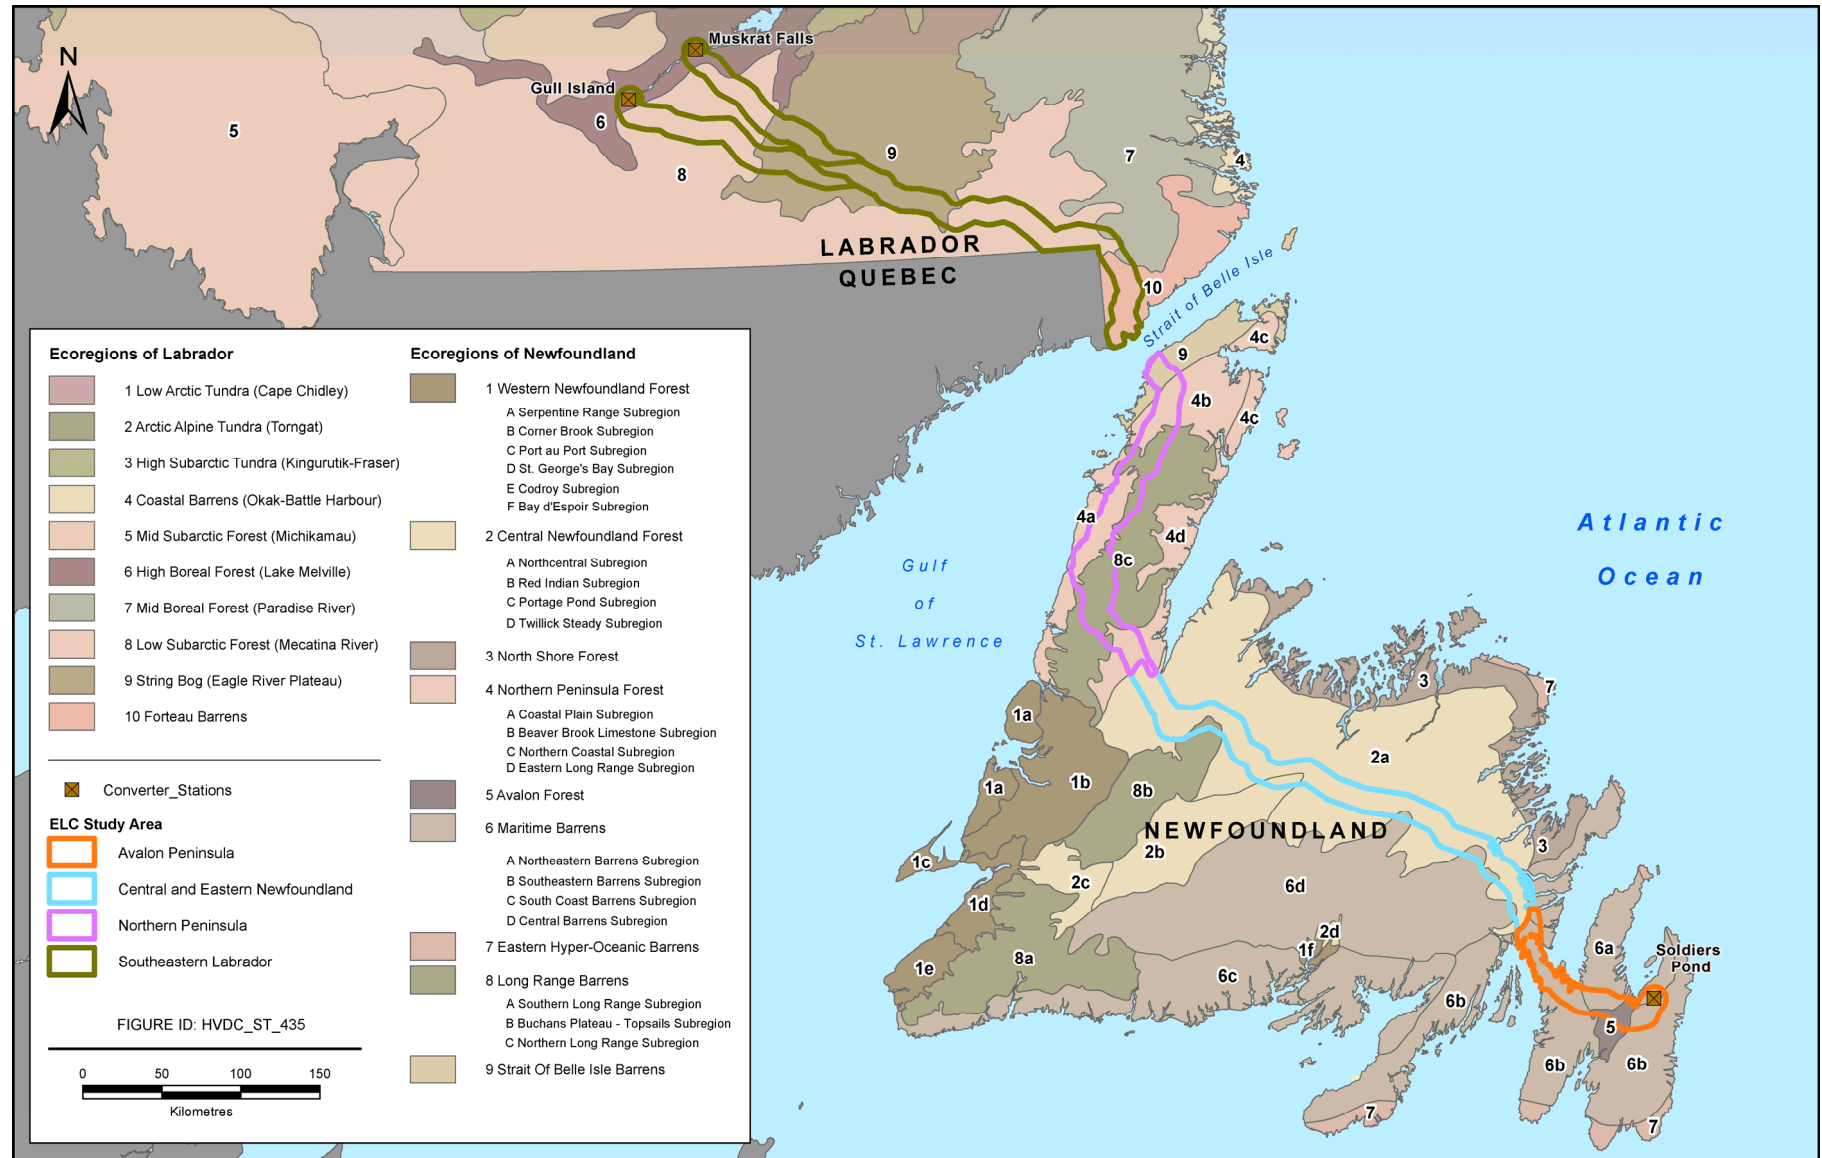 N
Muskrat Falls
Gull Island
5
6
8
9
7
4
10
LABRADOR
QUEBEC
Strait of Belle Isle
9
4c
4b
4c
4a
4d
8c
Gulf
of
St. Lawrence
Atlantic
Ocean
3
7
1a
2a
1a
1b
8b
NEWFOUNDLAND
2b
3
1c
2c
6d
1d
2d
1f
6a
Soldiers
Pond
8a
1e
6c
6b
5
6b
6b
7
7
Ecoregions of Labrador
1 Low Arctic Tundra (Cape Chidley)
2 Arctic Alpine Tundra (Torngat)
3 High Subarctic Tundra (Kingurutik-Fraser)
4 Coastal Barrens (Okak-Battle Harbour)
5 Mid Subarctic Forest (Michikamau)
6 High Boreal Forest (Lake Melville)
7 Mid Boreal Forest (Paradise River)
8 Low Subarctic Forest (Mecatina River)
9 String Bog (Eagle River Plateau)
10 Forteau Barrens
Converter_Stations
ELC Study Area
Avalon Peninsula
Central and Eastern Newfoundland
Northern Peninsula
Southeastern Labrador
FIGURE ID: HVDC_ST_435
0 50 100 150
Kilometres
Ecoregions of Newfoundland
1 Western Newfoundland Forest
A Serpentine Range Subregion
B Corner Brook Subregion
C Port au Port Subregion
D St. George's Bay Subregion
E Codroy Subregion
F Bay d'Espoir Subregion
2 Central Newfoundland Forest
A Northcentral Subregion
B Red Indian Subregion
C Portage Pond Subregion
D Twillick Steady Subregion
3 North Shore Forest
4 Northern Peninsula Forest
A Coastal Plain Subregion
B Beaver Brook Limestone Subregion
C Northern Coastal Subregion
D Eastern Long Range Subregion
5 Avalon Forest
6 Maritime Barrens
A Northeastern Barrens Subregion
B Southeastern Barrens Subregion
C South Coast Barrens Subregion
D Central Barrens Subregion
7 Eastern Hyper-Oceanic Barrens
8 Long Range Barrens
A Southern Long Range Subregion
B Buchans Plateau - Topsails Subregion
C Northern Long Range Subregion
9 Strait Of Belle Isle Barrens